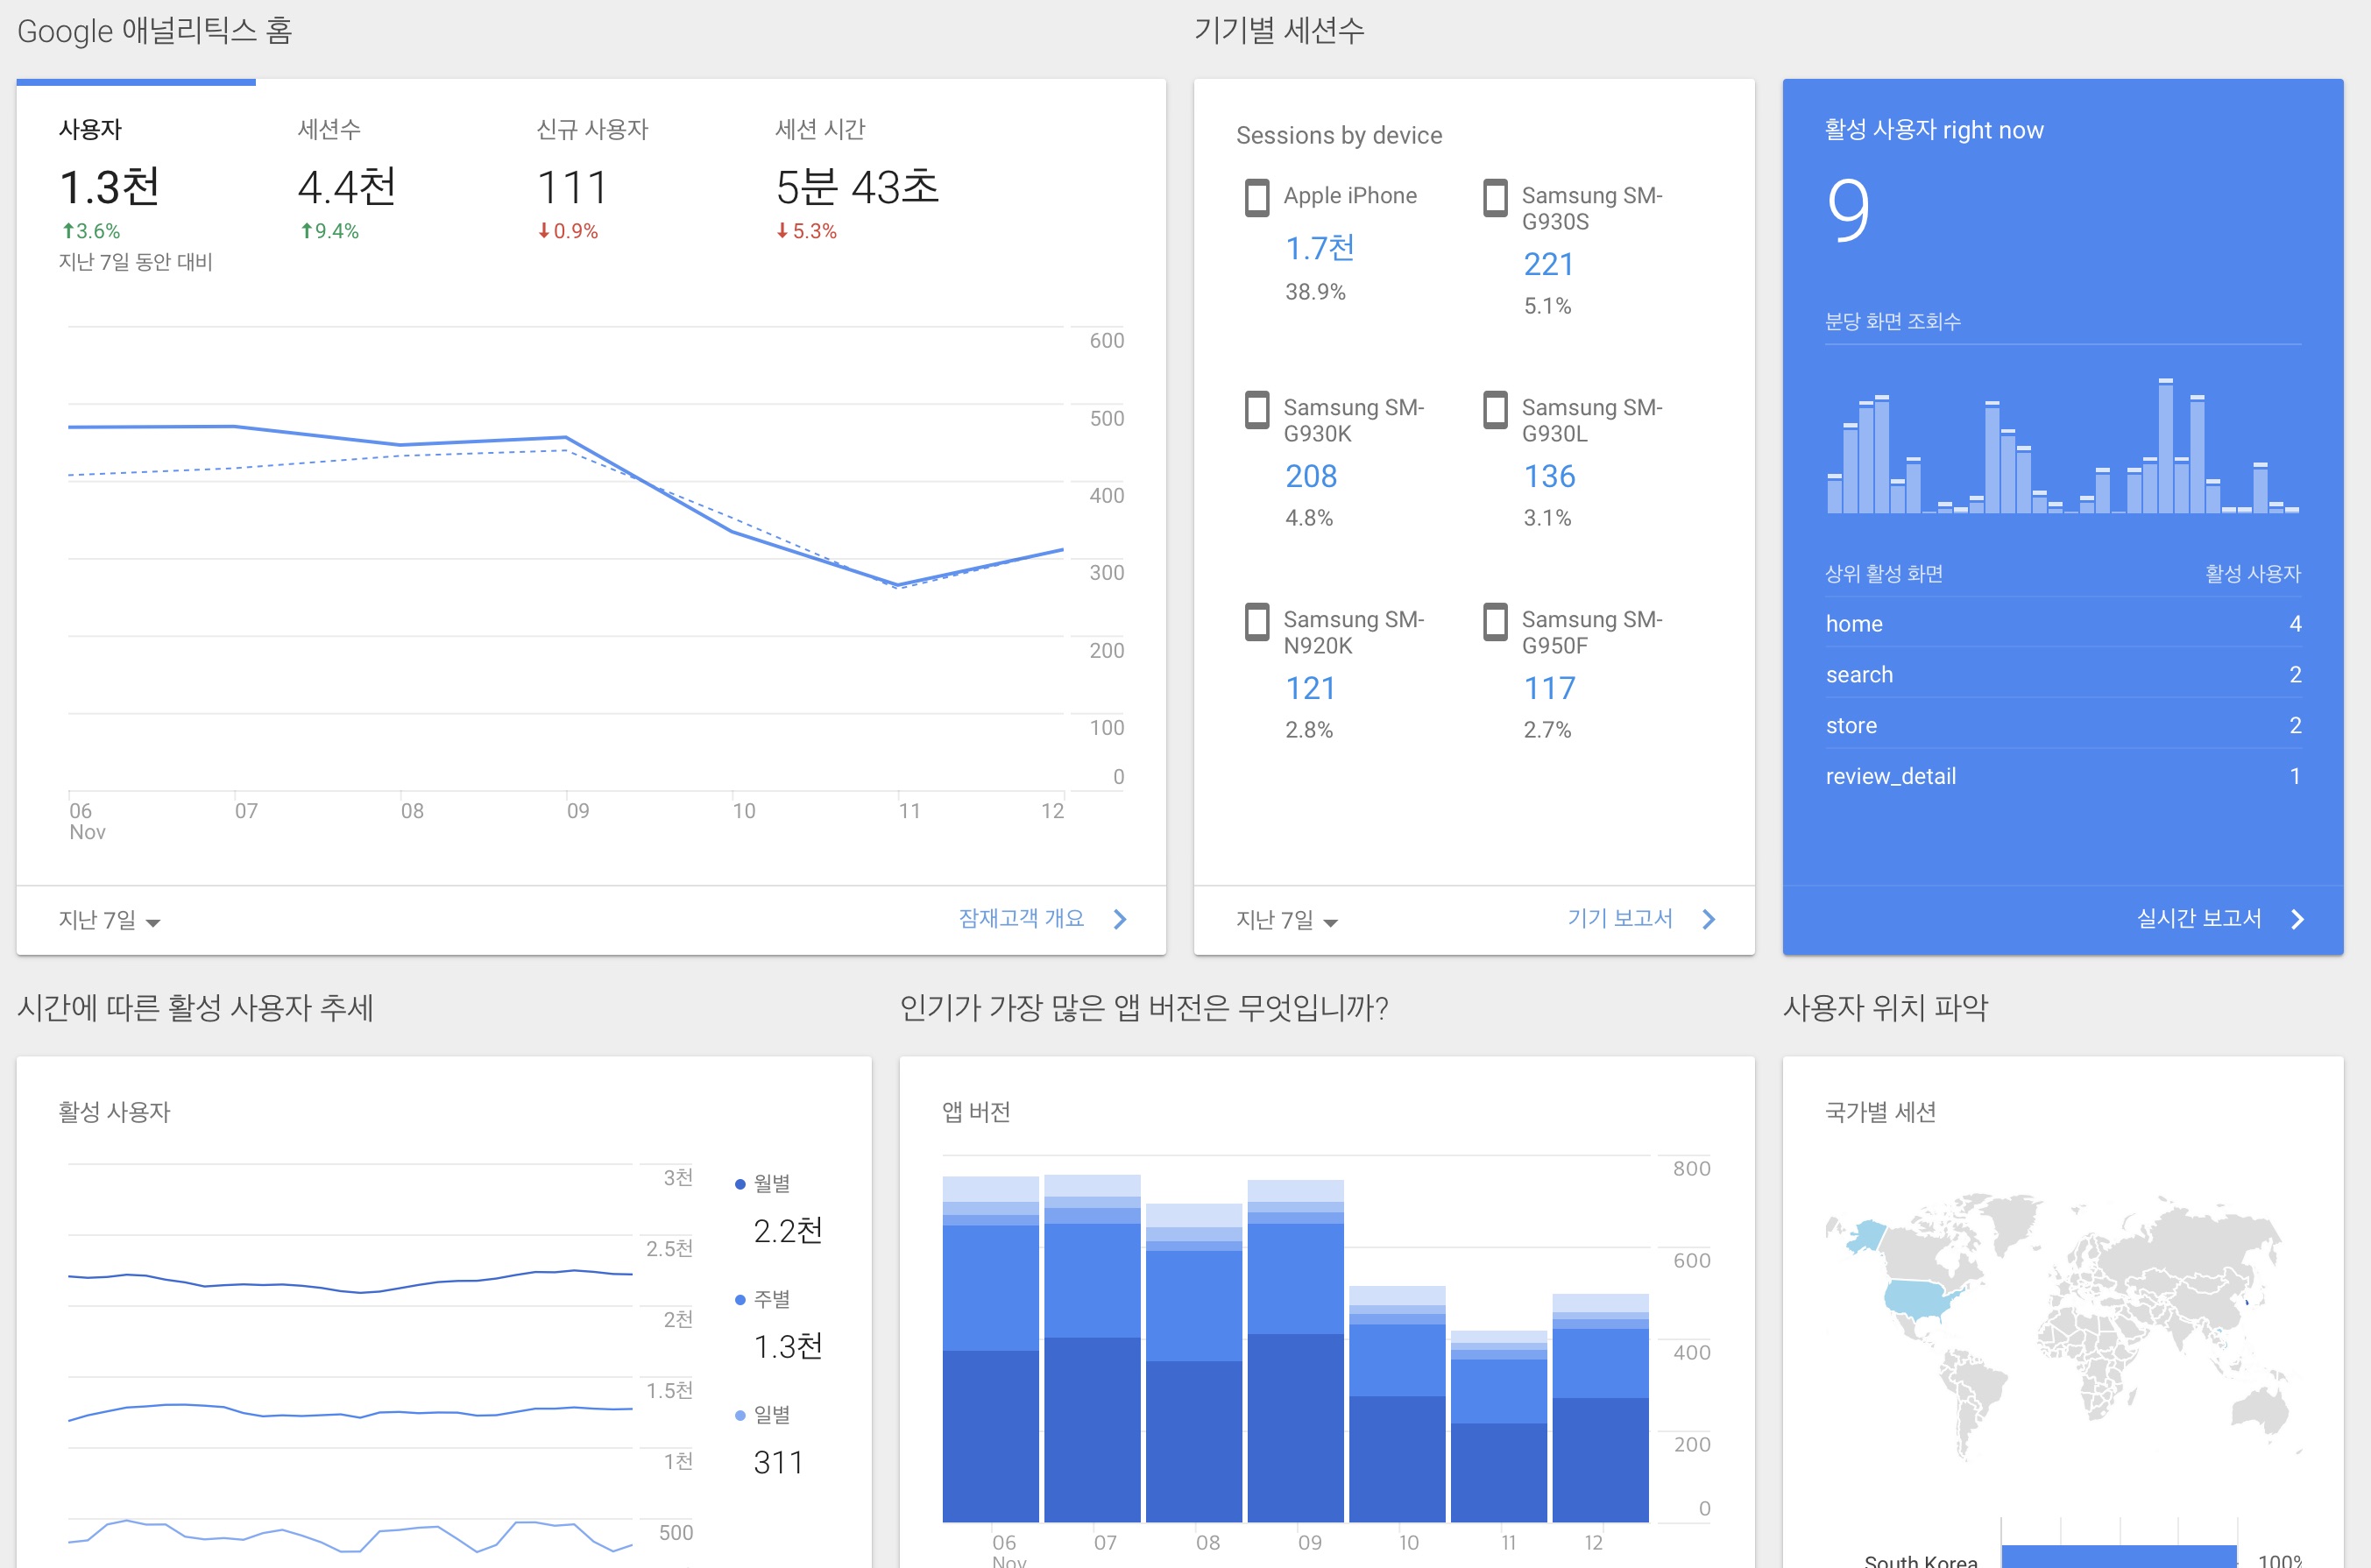 Google 애널리틱스 홈
사용자
세션수
신규 사용자
세션 시간
1.3천
4.4천
111
5분 43초
3.6%
9.4%
0.9%
5.3%
지난 7일 동안 대비
600
500
400
300
200
100
0
06
07
08
09
10
11
12
Nov
지난 7일
잠재고객 개요
기기별 세션수
Sessions by device
Apple iPhone
1.7천
38.9%
Samsung SM-
G930S
221
5.1%
Samsung SM-
G930K
208
4.8%
Samsung SM-
G930L
136
3.1%
Samsung SM-
N920K
121
2.8%
Samsung SM-
G950F
117
2.7%
지난 7일
기기 보고서
활성 사용자 right now
9
분당 화면 조회수
상위 활성 화면
활성 사용자
home
4
search
2
store
2
review_detail
1
실시간 보고서
시간에 따른 활성 사용자 추세
활성 사용자
3천
2.5천
2천
1.5천
1천
500
월별
2.2천
주별
1.3천
일별
311
인기가 가장 많은 앱 버전은 무엇입니까?
앱 버전
800
600
400
200
0
06
07
08
09
10
11
12
Nov
사용자 위치 파악
국가별 세션
South Korea
100%